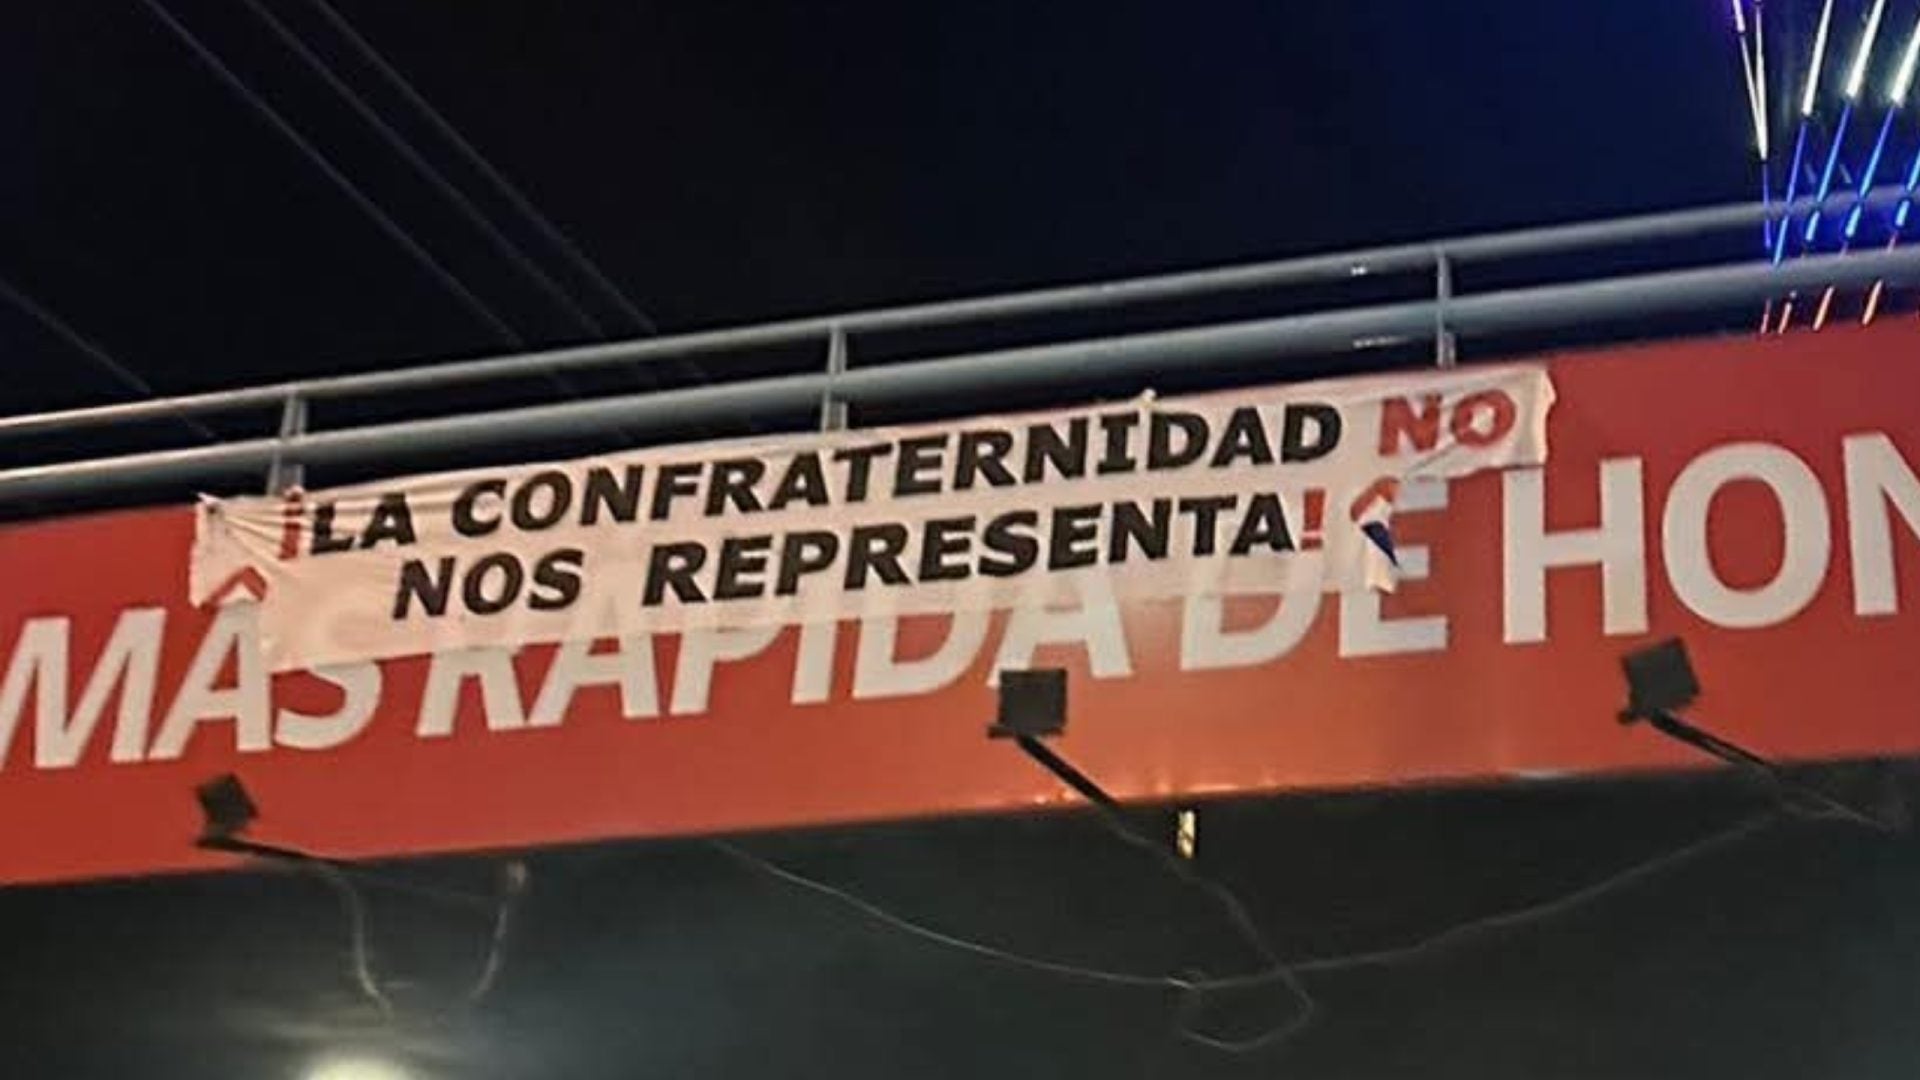 ¡LA CONFRATERNIDAD NO
NOS REPRESENTA!
MÁS RÁPIDA DE HON